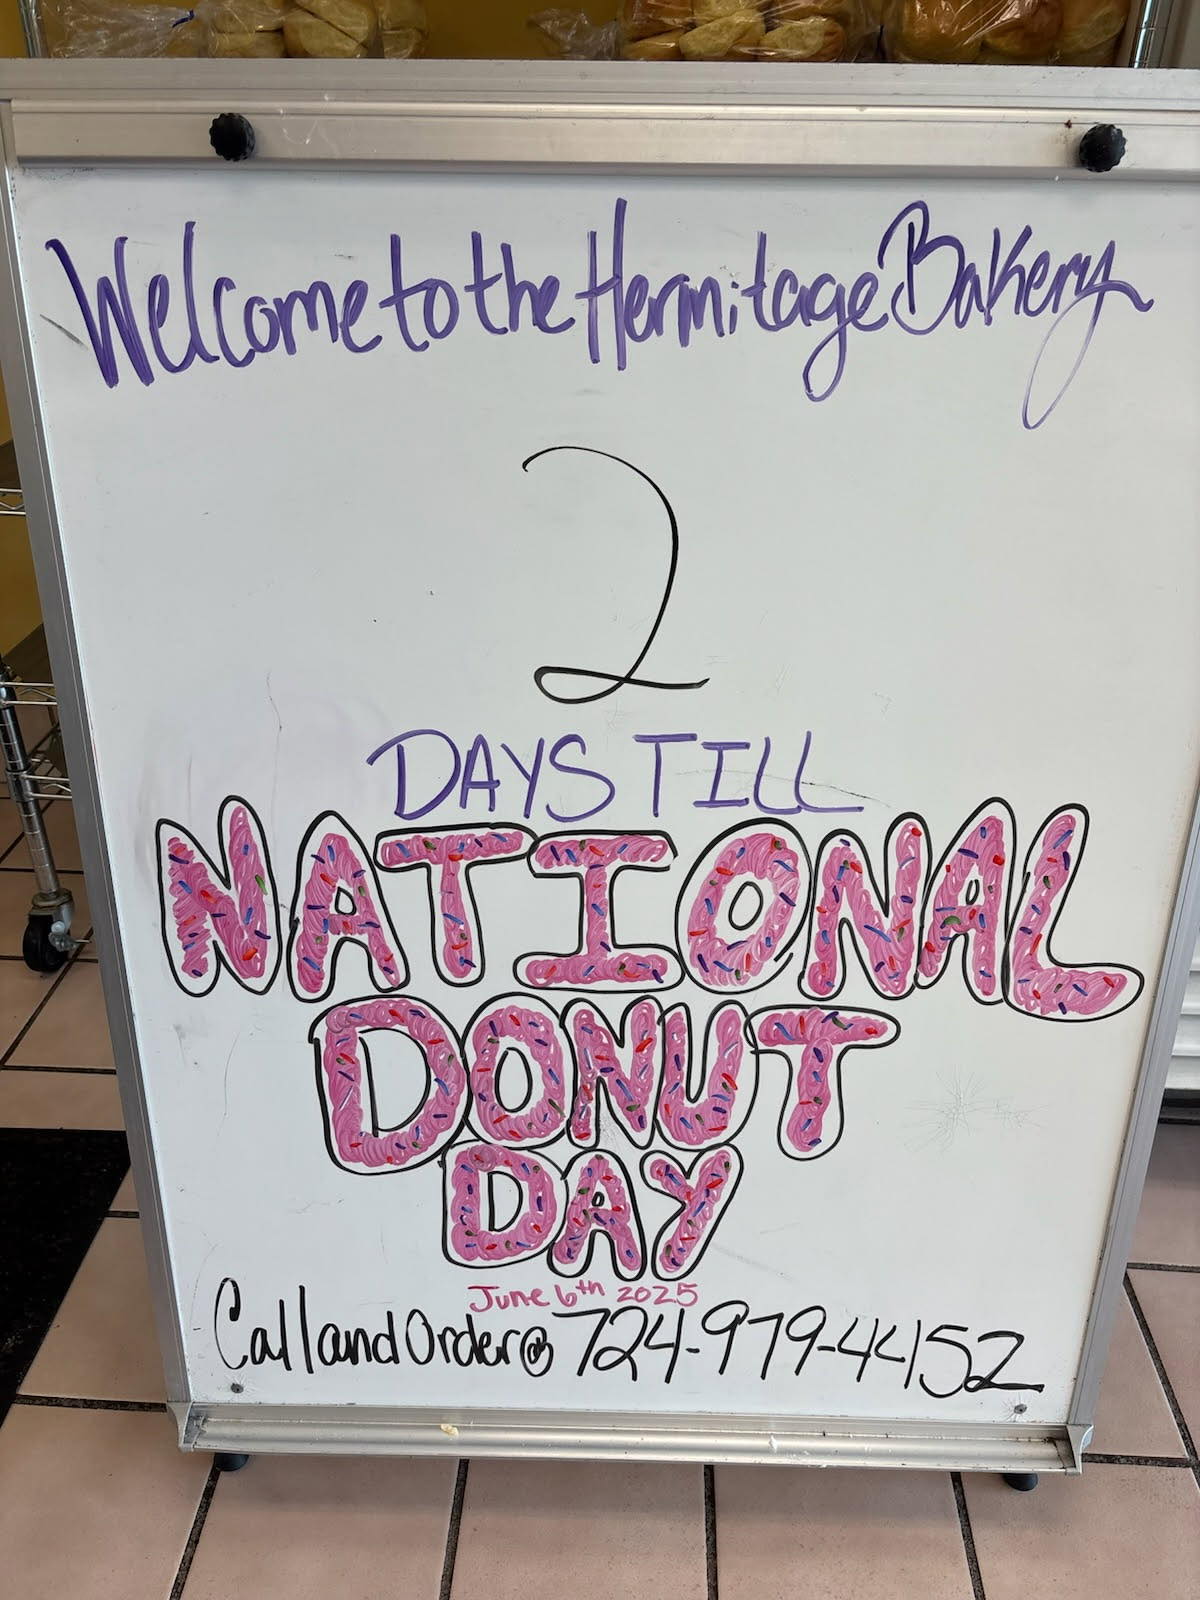 Welcome to the Hermitage Bakery
2
DAYS TILL
NATIONAL
DONUT
DAY
June 6th 2025
Call and Order@ 724-979-4452